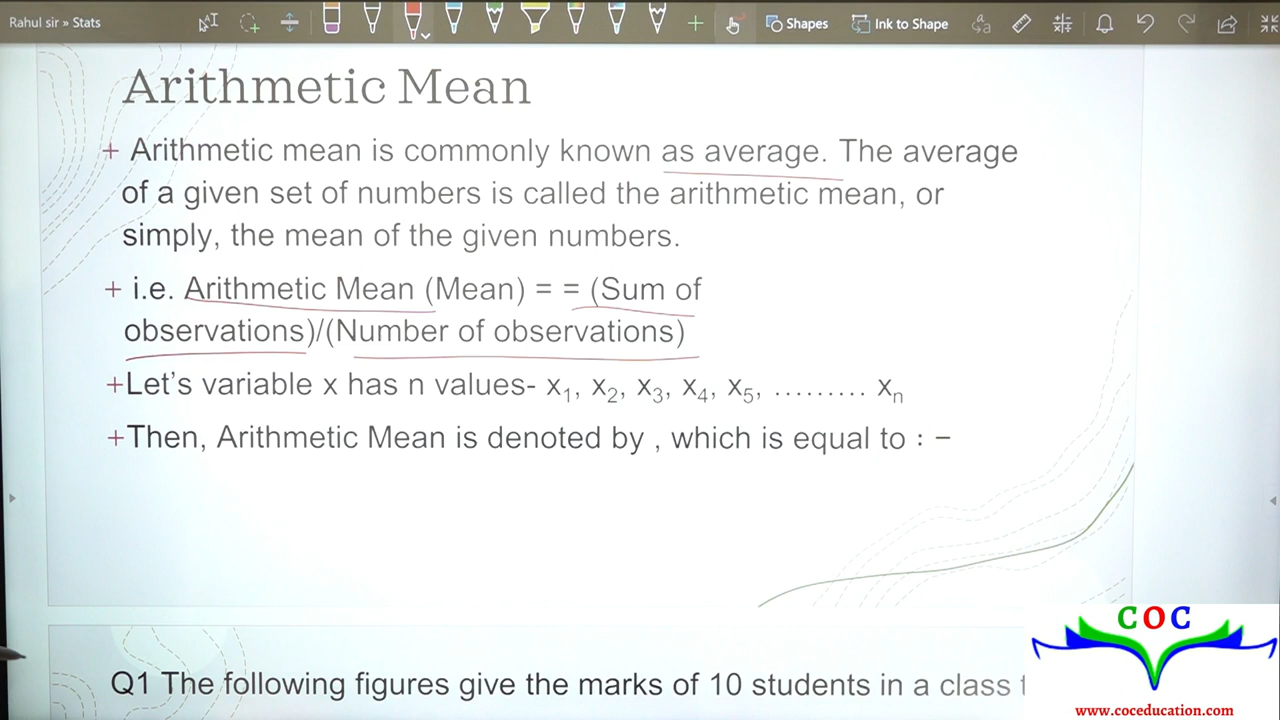 Rahul sir » Stats
Shapes
Ink to Shape
Arithmetic Mean
+ Arithmetic mean is commonly known as average. The average
of a given set of numbers is called the arithmetic mean, or
simply, the mean of the given numbers.
+ i.e. Arithmetic Mean (Mean) = = (Sum of
observations)/(Number of observations)
+Let's variable x has n values- x₁, x₂, x₃, x₄, x₅, ......... xₙ
+Then, Arithmetic Mean is denoted by , which is equal to : −
Q1 The following figures give the marks of 10 students in a class
COC
www.coceducation.com